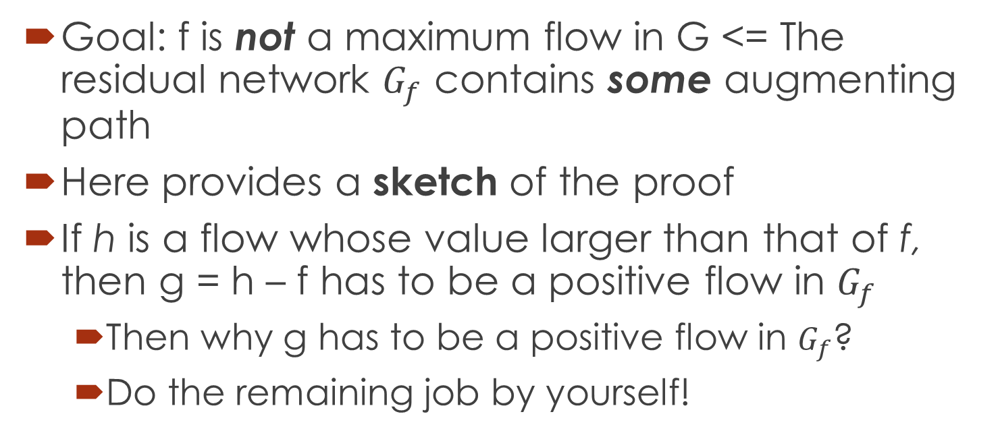 Goal: f is not a maximum flow in G <= The
residual network G_f contains some augmenting
path
Here provides a sketch of the proof
If h is a flow whose value larger than that of f,
then g = h – f has to be a positive flow in G_f
Then why g has to be a positive flow in G_f?
Do the remaining job by yourself!